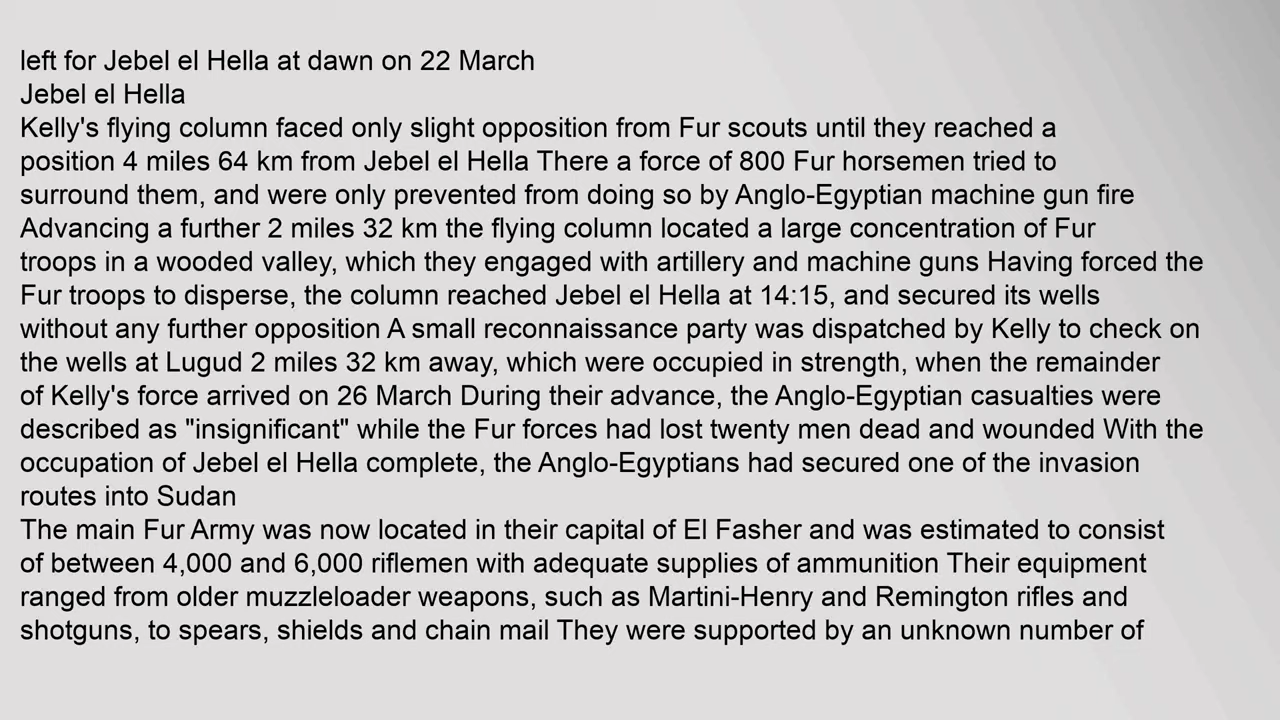 left for Jebel el Hella at dawn on 22 March
Jebel el Hella
Kelly's flying column faced only slight opposition from Fur scouts until they reached a
position 4 miles 64 km from Jebel el Hella There a force of 800 Fur horsemen tried to
surround them, and were only prevented from doing so by Anglo-Egyptian machine gun fire
Advancing a further 2 miles 32 km the flying column located a large concentration of Fur
troops in a wooded valley, which they engaged with artillery and machine guns Having forced the
Fur troops to disperse, the column reached Jebel el Hella at 14:15, and secured its wells
without any further opposition A small reconnaissance party was dispatched by Kelly to check on
the wells at Lugud 2 miles 32 km away, which were occupied in strength, when the remainder
of Kelly's force arrived on 26 March During their advance, the Anglo-Egyptian casualties were
described as "insignificant" while the Fur forces had lost twenty men dead and wounded With the
occupation of Jebel el Hella complete, the Anglo-Egyptians had secured one of the invasion
routes into Sudan
The main Fur Army was now located in their capital of El Fasher and was estimated to consist
of between 4,000 and 6,000 riflemen with adequate supplies of ammunition Their equipment
ranged from older muzzleloader weapons, such as Martini-Henry and Remington rifles and
shotguns, to spears, shields and chain mail They were supported by an unknown number of